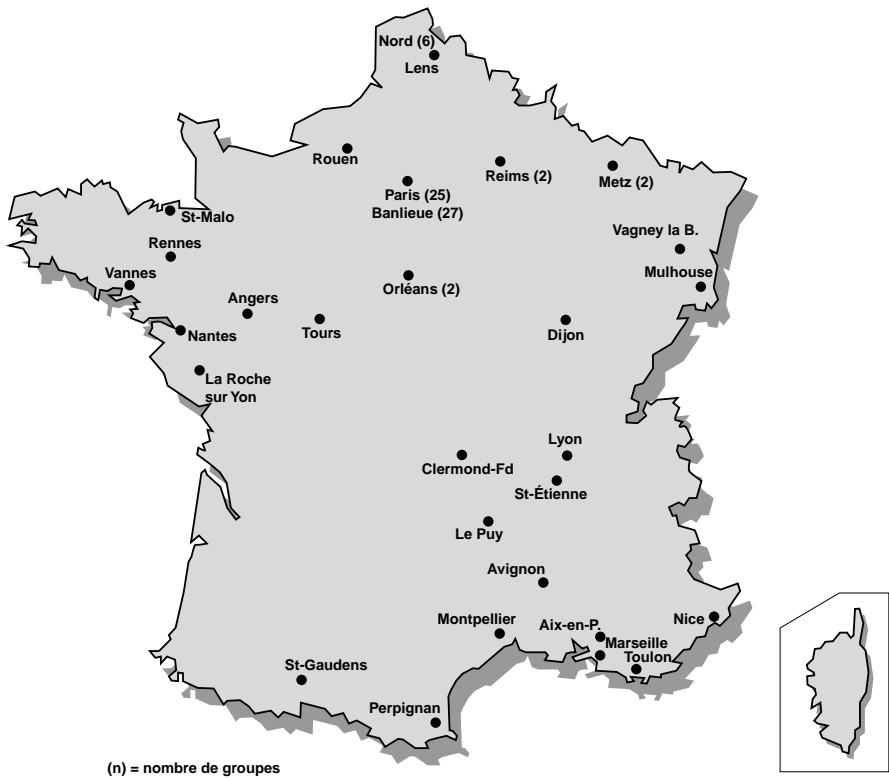 Nord (6)
Lens
Rouen
Reims (2)
Metz (2)
Paris (25)
Banlieue (27)
St-Malo
Vagney la B.
Rennes
Mulhouse
Vannes
Orléans (2)
Angers
Nantes
Tours
Dijon
La Roche
sur Yon
Lyon
Clermond-Fd
St-Étienne
Le Puy
Avignon
Montpellier
Aix-en-P.
Nice
Marseille
Toulon
St-Gaudens
Perpignan
(n) = nombre de groupes